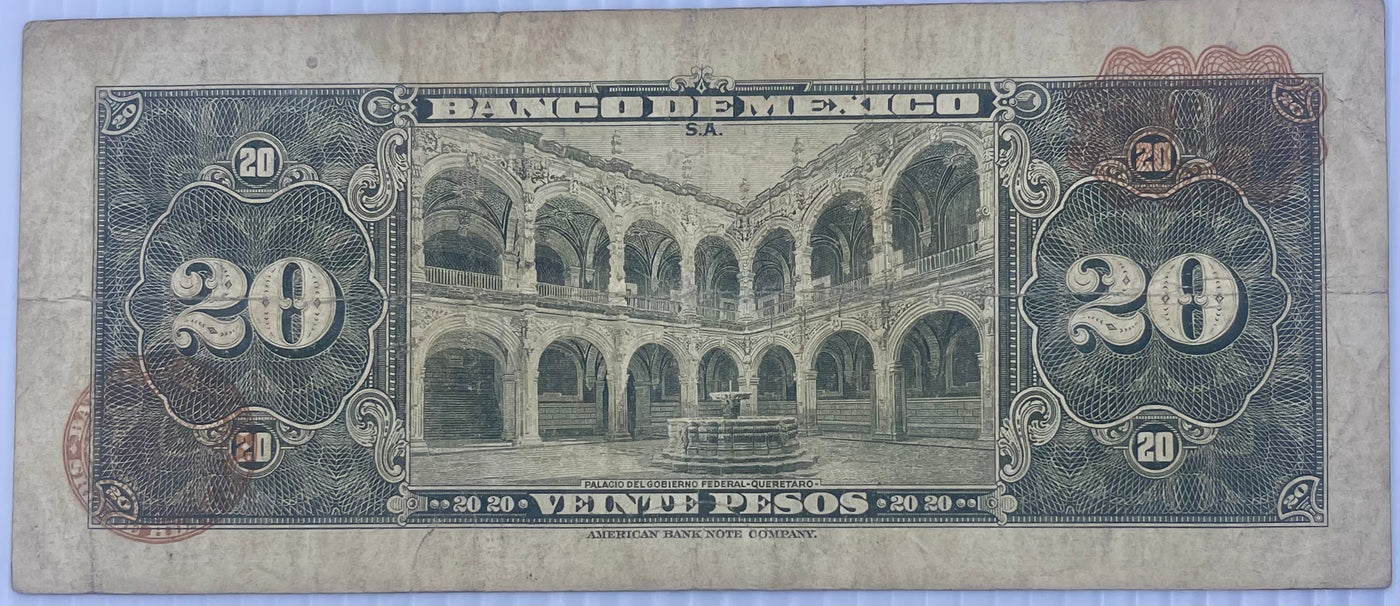 BANCO DE MEXICO
S.A.
20 20
20 20
20 20
20 20
PALACIO DEL GOBIERNO FEDERAL-QUERETARO-
20 20 VEINTE PESOS 20 20
AMERICAN BANK NOTE COMPANY.